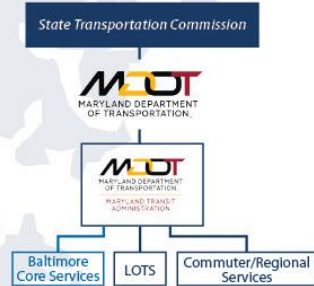 State Transportation Commission
MDOT
MARYLAND DEPARTMENT
OF TRANSPORTATION
MDOT
MARYLAND DEPARTMENT
OF TRANSPORTATION
MARYLAND TRANSIT
ADMINISTRATION
Baltimore
Core Services
LOTS
Commuter/Regional
Services